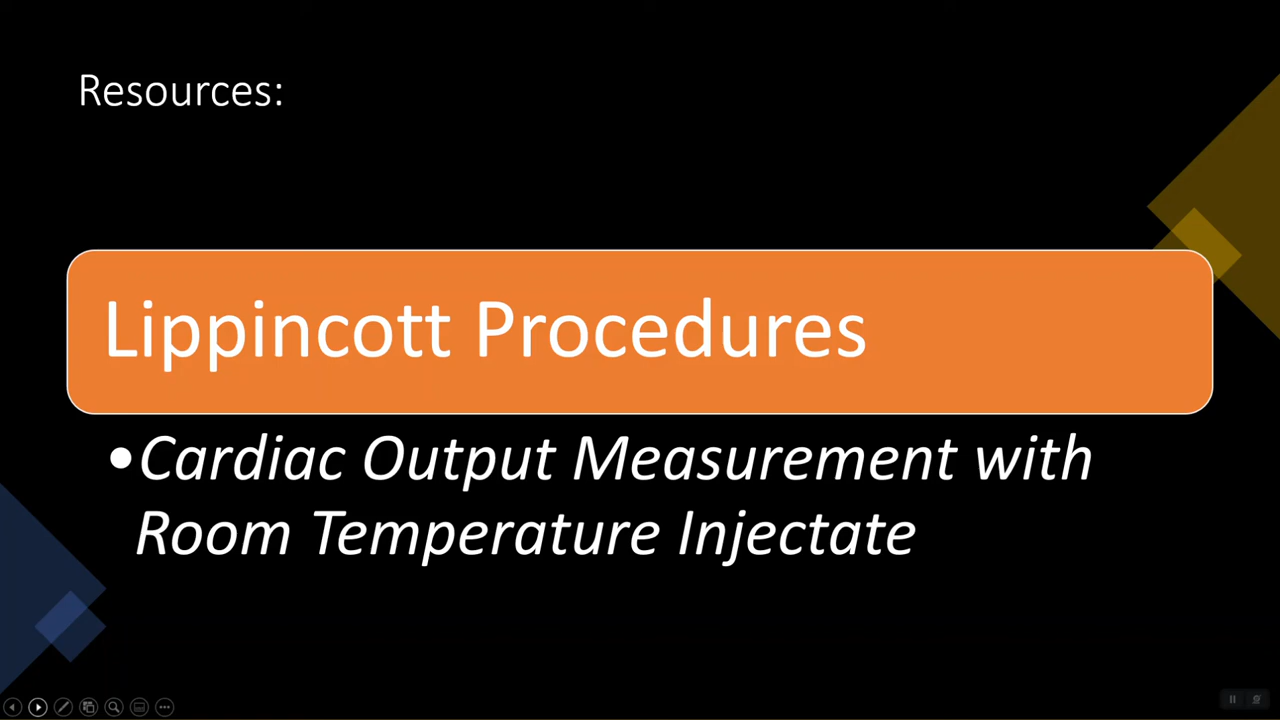 Resources:
Lippincott Procedures
•Cardiac Output Measurement with
Room Temperature Injectate